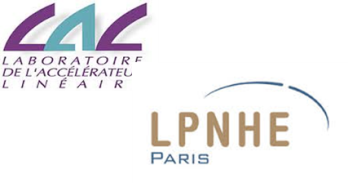 LAL
LABORATOIRE
DE L'ACCÉLÉRATEU
LINÉAIR
LPNHE
PARIS